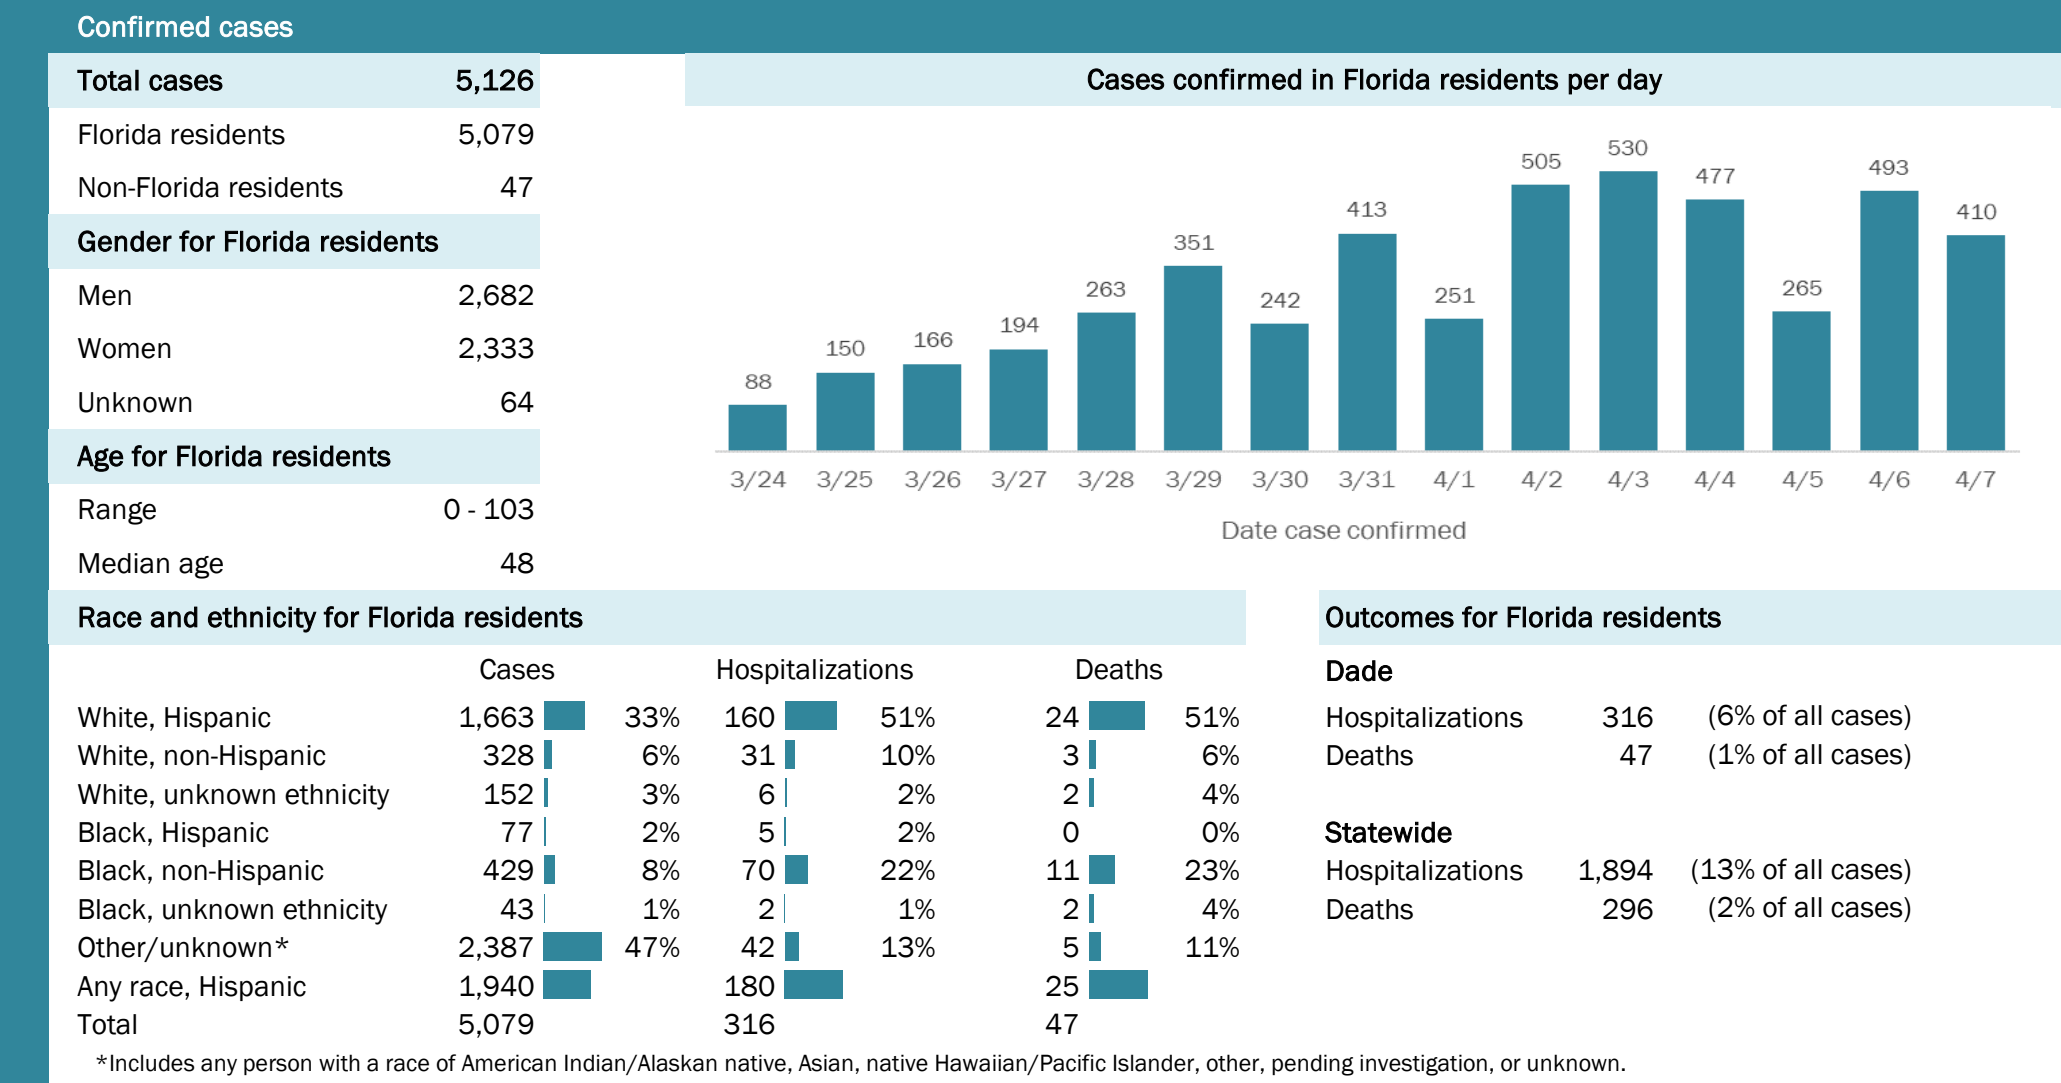 Confirmed cases
Total cases 5,126
Florida residents 5,079
Non-Florida residents 47
Gender for Florida residents
Men 2,682
Women 2,333
Unknown 64
Age for Florida residents
Range 0 - 103
Median age 48
Cases confirmed in Florida residents per day
88 150 166 194 263 351 242 413 251 505 530 477 265 493 410
3/24 3/25 3/26 3/27 3/28 3/29 3/30 3/31 4/1 4/2 4/3 4/4 4/5 4/6 4/7
Date case confirmed
Race and ethnicity for Florida residents
Cases Hospitalizations Deaths
White, Hispanic 1,663 33% 160 51% 24 51%
White, non-Hispanic 328 6% 31 10% 3 6%
White, unknown ethnicity 152 3% 6 2% 2 4%
Black, Hispanic 77 2% 5 2% 0 0%
Black, non-Hispanic 429 8% 70 22% 11 23%
Black, unknown ethnicity 43 1% 2 1% 2 4%
Other/unknown* 2,387 47% 42 13% 5 11%
Any race, Hispanic 1,940 180 25
Total 5,079 316 47
Outcomes for Florida residents
Dade
Hospitalizations 316 (6% of all cases)
Deaths 47 (1% of all cases)
Statewide
Hospitalizations 1,894 (13% of all cases)
Deaths 296 (2% of all cases)
*Includes any person with a race of American Indian/Alaskan native, Asian, native Hawaiian/Pacific Islander, other, pending investigation, or unknown.